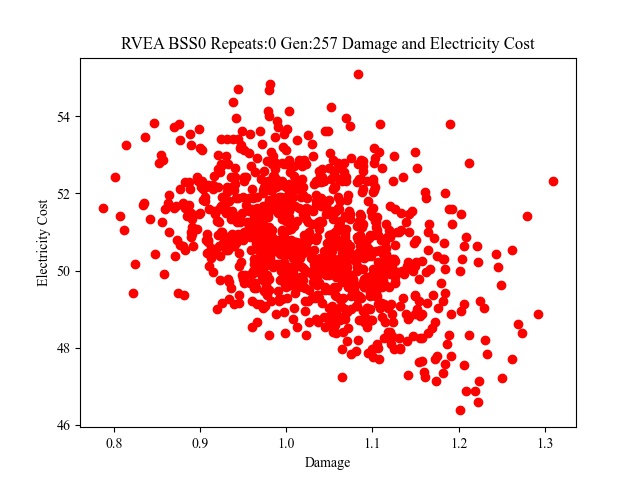 RVEA BSS0 Repeats:0 Gen:257 Damage and Electricity Cost
54
52
50
48
46
Electricity Cost
0.8 0.9 1.0 1.1 1.2 1.3
Damage